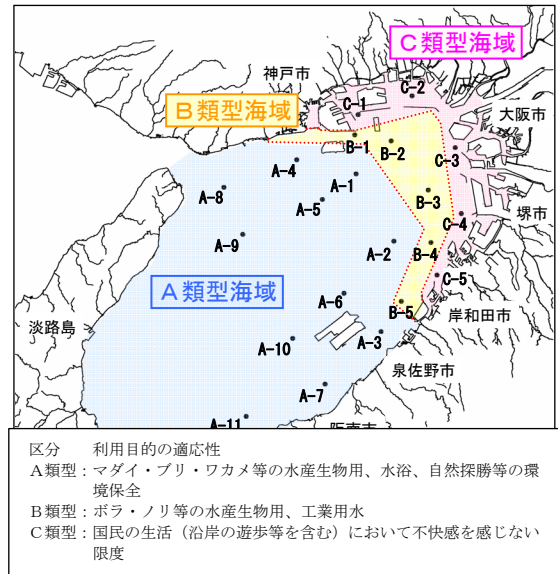 C類型海域
神戸市
C-2
B類型海域
C-1
大阪市
B-1
B-2
C-3
A-4
A-1
A-8
A-5
B-3
堺市
C-4
A-9
A-2
B-4
C-5
A類型海域
A-6
B-5
岸和田市
淡路島
A-10
A-3
泉佐野市
A-7
A-11
阪南市
区分　利用目的の適応性
A類型：マダイ・ブリ・ワカメ等の水産生物用、水浴、自然探勝等の環
境保全
B類型：ボラ・ノリ等の水産生物用、工業用水
C類型：国民の生活（沿岸の遊歩等を含む）において不快感を感じない
限度